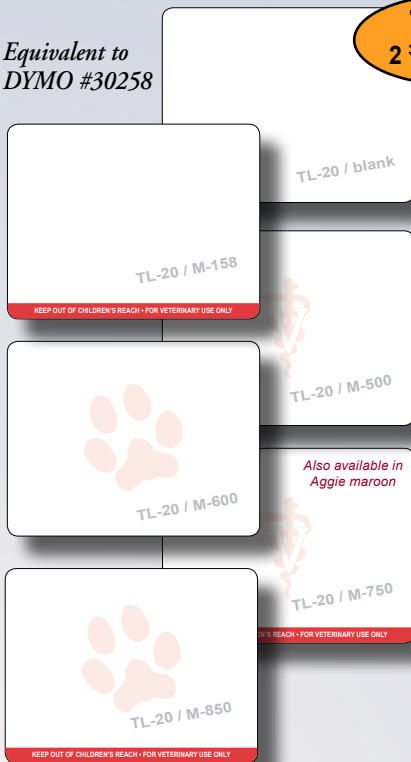 Equivalent to
DYMO #30258
2
TL-20 / blank
TL-20 / M-158
KEEP OUT OF CHILDREN'S REACH • FOR VETERINARY USE ONLY
V
TL-20 / M-500
TL-20 / M-600
Also available in
Aggie maroon
V
TL-20 / M-750
REACH • FOR VETERINARY USE ONLY
TL-20 / M-850
KEEP OUT OF CHILDREN'S REACH • FOR VETERINARY USE ONLY